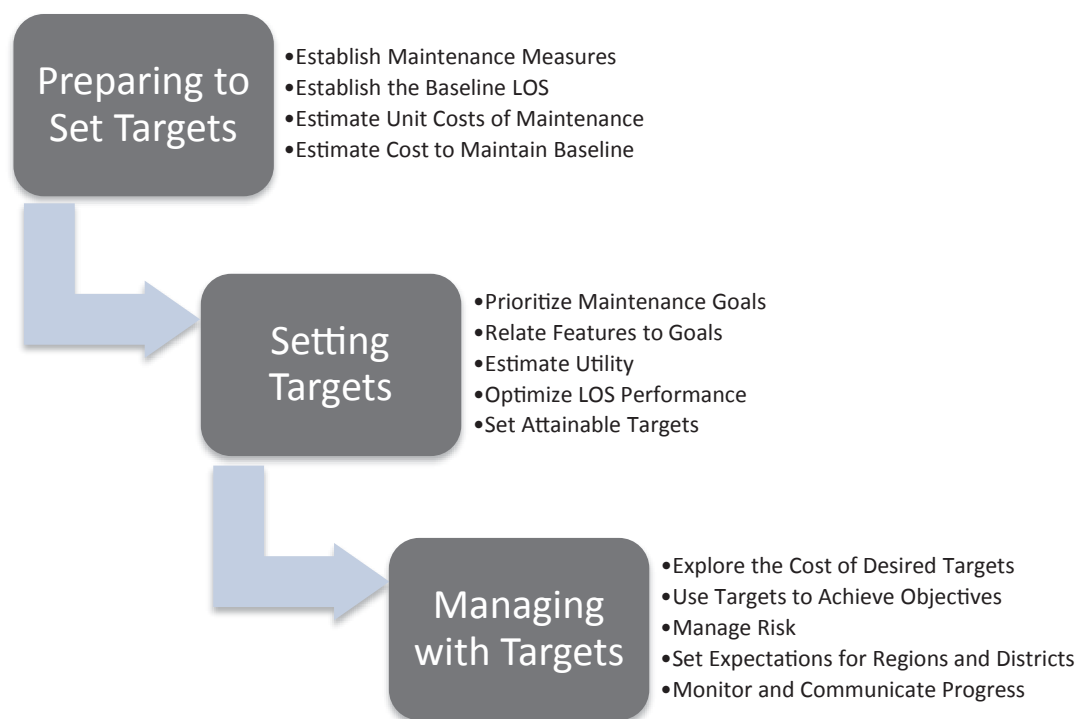 Preparing to
Set Targets
•Establish Maintenance Measures
•Establish the Baseline LOS
•Estimate Unit Costs of Maintenance
•Estimate Cost to Maintain Baseline
Setting
Targets
•Prioritize Maintenance Goals
•Relate Features to Goals
•Estimate Utility
•Optimize LOS Performance
•Set Attainable Targets
Managing
with Targets
•Explore the Cost of Desired Targets
•Use Targets to Achieve Objectives
•Manage Risk
•Set Expectations for Regions and Districts
•Monitor and Communicate Progress